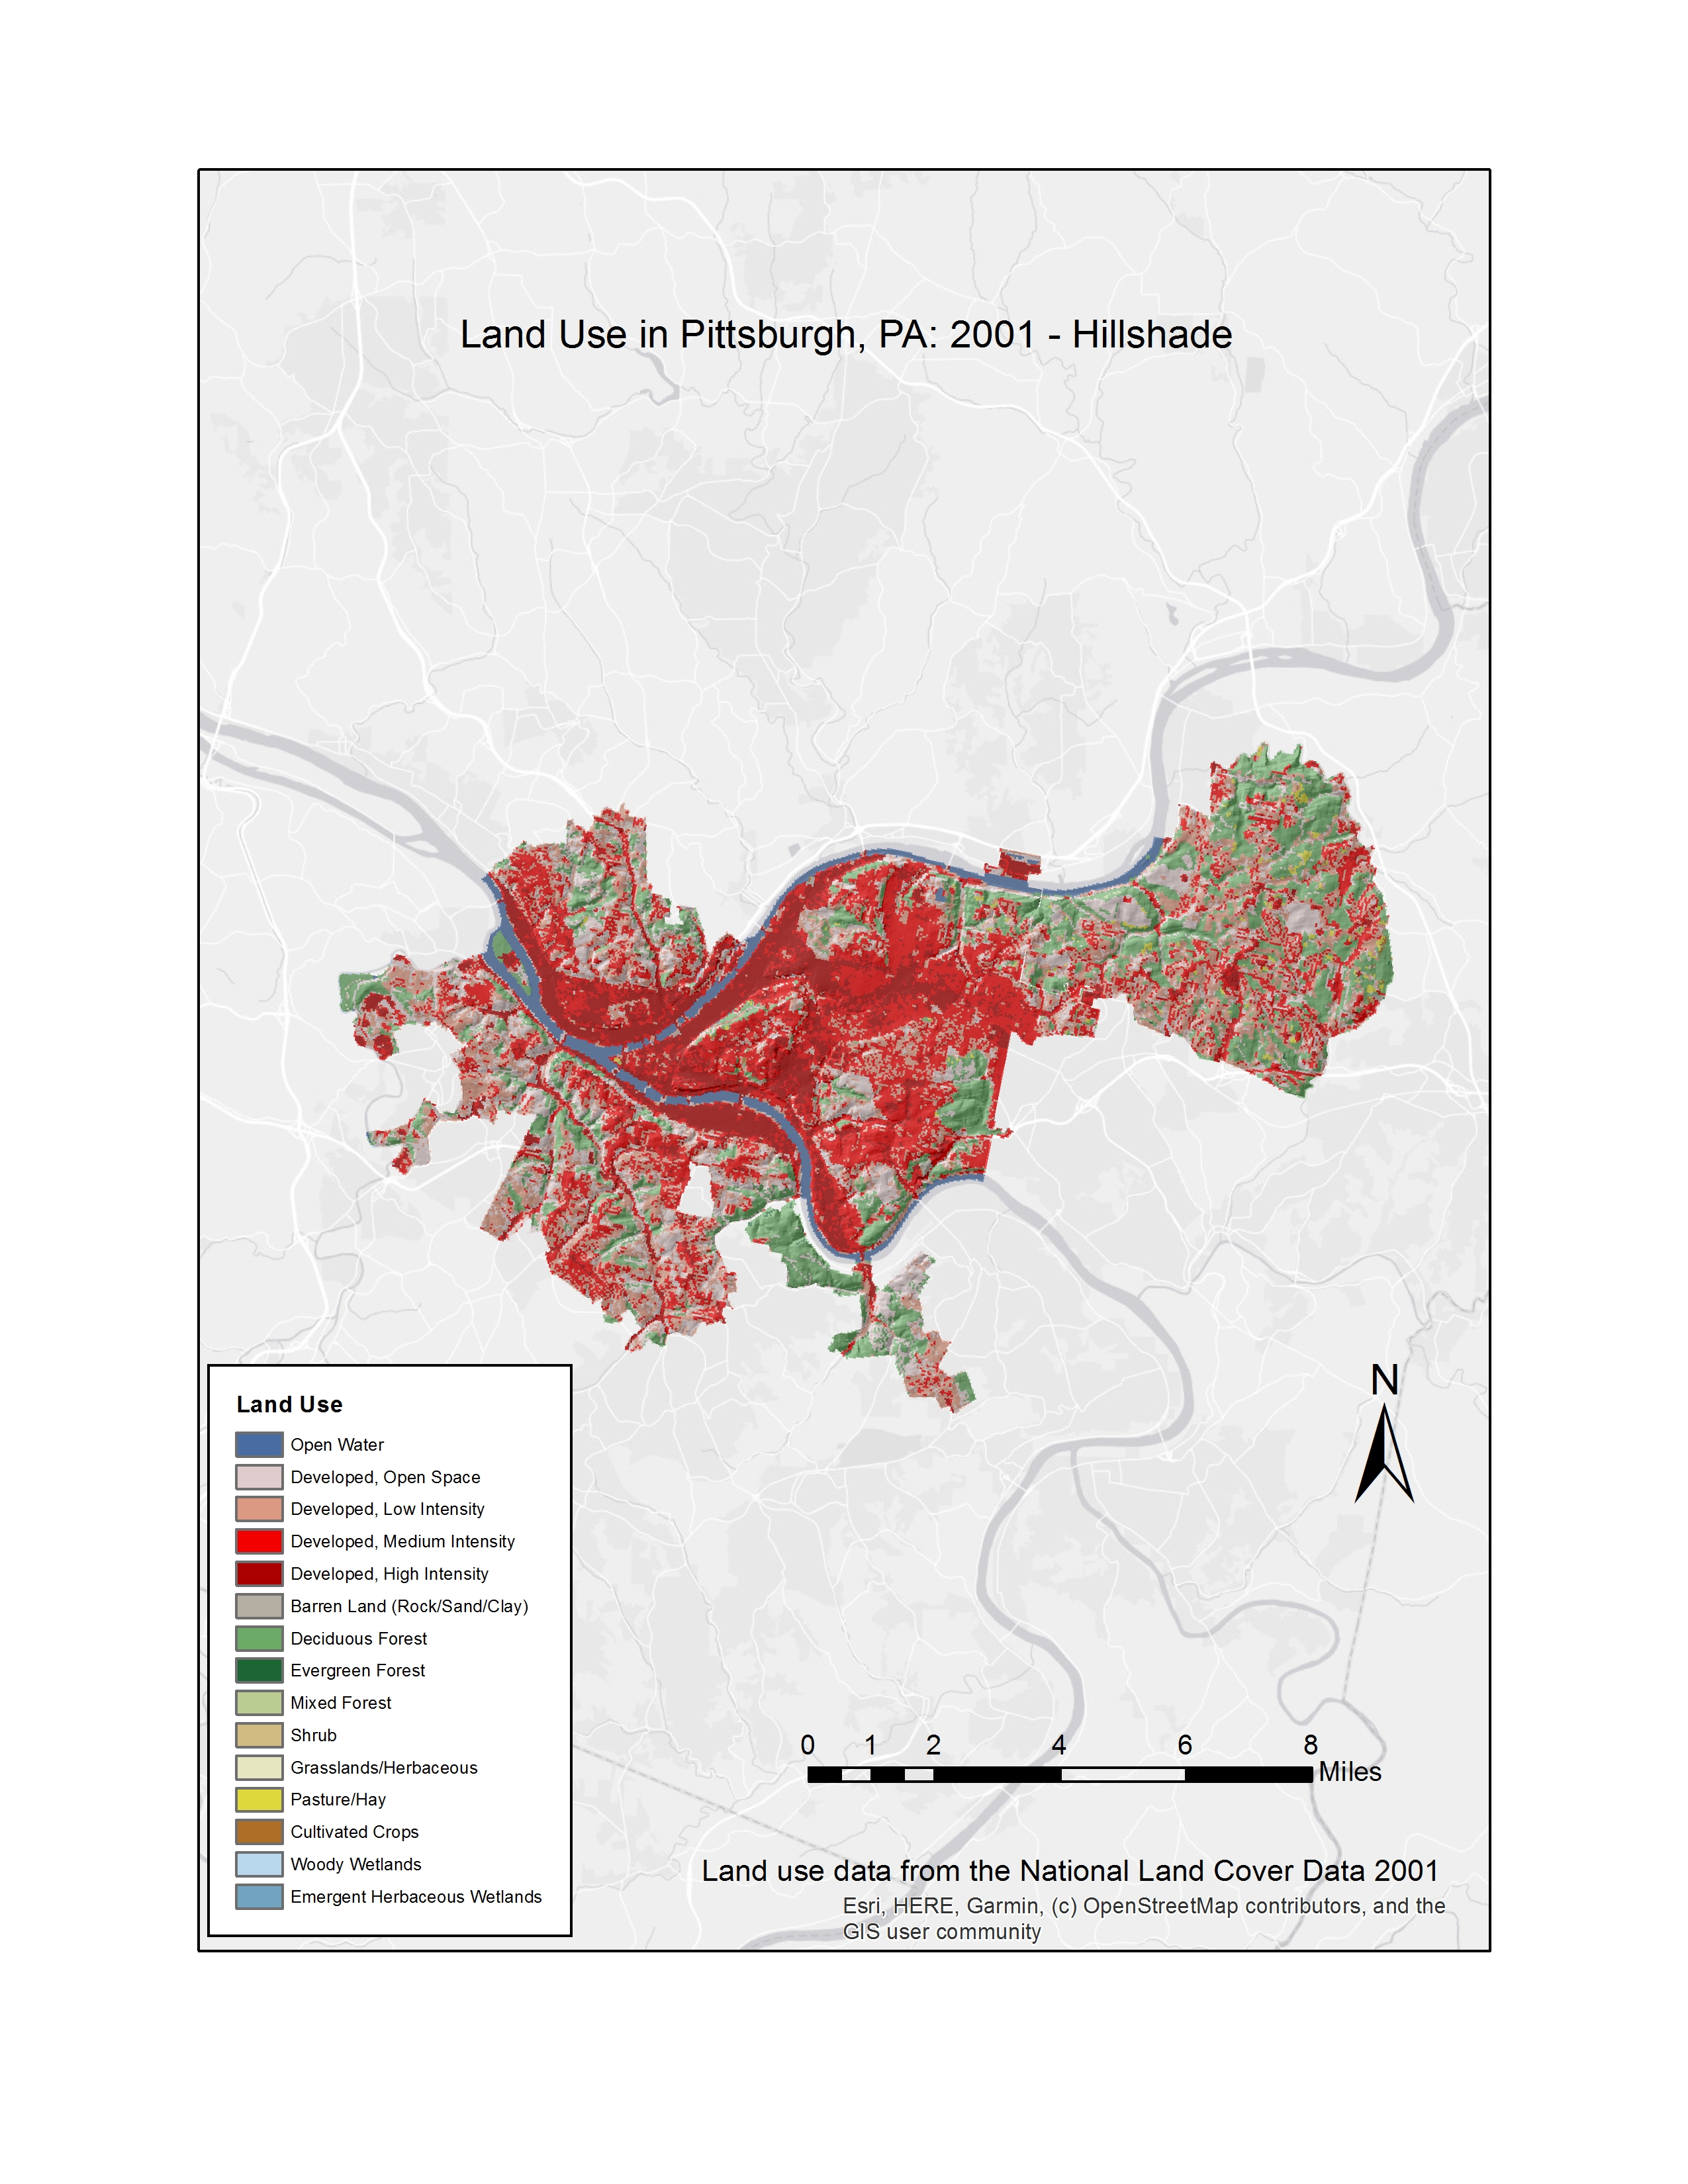 Land Use in Pittsburgh, PA: 2001 - Hillshade
Land Use
Open Water
Developed, Open Space
Developed, Low Intensity
Developed, Medium Intensity
Developed, High Intensity
Barren Land (Rock/Sand/Clay)
Deciduous Forest
Evergreen Forest
Mixed Forest
Shrub
Grasslands/Herbaceous
Pasture/Hay
Cultivated Crops
Woody Wetlands
Emergent Herbaceous Wetlands
N
0 1 2 4 6 8
Miles
Land use data from the National Land Cover Data 2001
Esri, HERE, Garmin, (c) OpenStreetMap contributors, and the
GIS user community